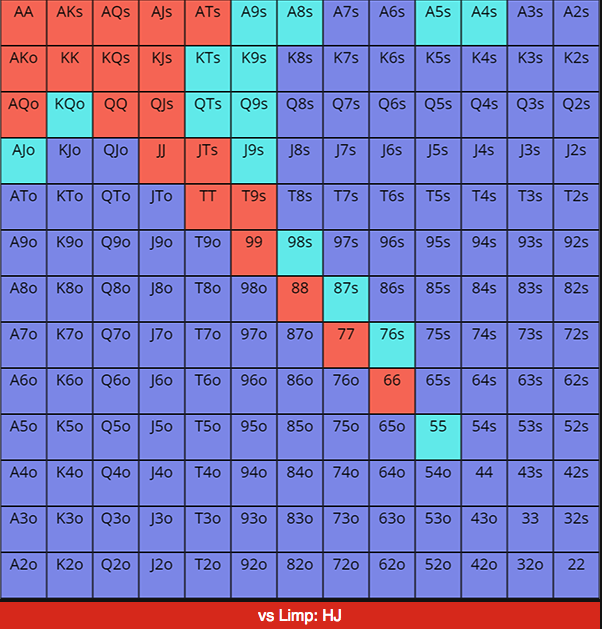 AA AKs AQs AJs ATs A9s A8s A7s A6s A5s A4s A3s A2s
AKo KK KQs KJs KTs K9s K8s K7s K6s K5s K4s K3s K2s
AQo KQo QQ QJs QTs Q9s Q8s Q7s Q6s Q5s Q4s Q3s Q2s
AJo KJo QJo JJ JTs J9s J8s J7s J6s J5s J4s J3s J2s
ATo KTo QTo JTo TT T9s T8s T7s T6s T5s T4s T3s T2s
A9o K9o Q9o J9o T9o 99 98s 97s 96s 95s 94s 93s 92s
A8o K8o Q8o J8o T8o 98o 88 87s 86s 85s 84s 83s 82s
A7o K7o Q7o J7o T7o 97o 87o 77 76s 75s 74s 73s 72s
A6o K6o Q6o J6o T6o 96o 86o 76o 66 65s 64s 63s 62s
A5o K5o Q5o J5o T5o 95o 85o 75o 65o 55 54s 53s 52s
A4o K4o Q4o J4o T4o 94o 84o 74o 64o 54o 44 43s 42s
A3o K3o Q3o J3o T3o 93o 83o 73o 63o 53o 43o 33 32s
A2o K2o Q2o J2o T2o 92o 82o 72o 62o 52o 42o 32o 22
vs Limp: HJ